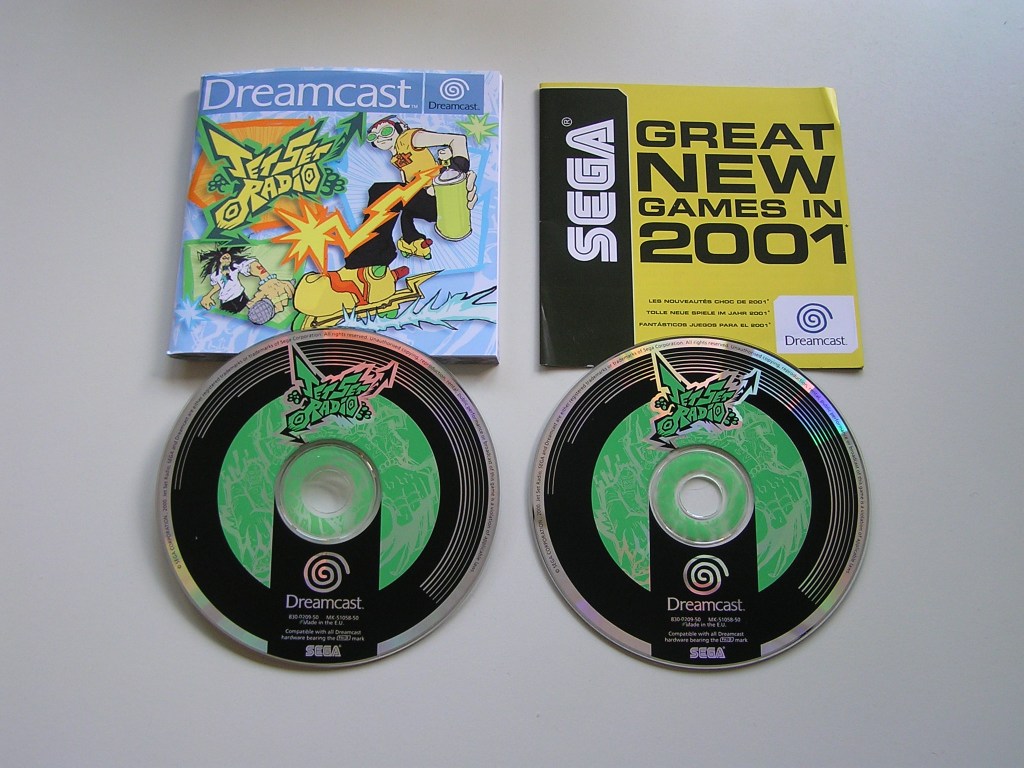 Dreamcast™
Dreamcast.
JET SET
RADIO
SEGA®
GREAT
NEW
GAMES IN
2001*
LES NOUVEAUTÉS CHOC DE 2001*
TOLLE NEUE SPIELE IM JAHR 2001*
FANTÁSTICOS JUEGOS PARA EL 2001*
Dreamcast.
JET SET
RADIO
Dreamcast.
830-0209-50 MK-51058-50
Made in the E.U.
Compatible with all Dreamcast
hardware bearing the mark
SEGA
JET SET
RADIO
Dreamcast.
830-0209-50 MK-51058-50
Made in the E.U.
Compatible with all Dreamcast
hardware bearing the mark
SEGA